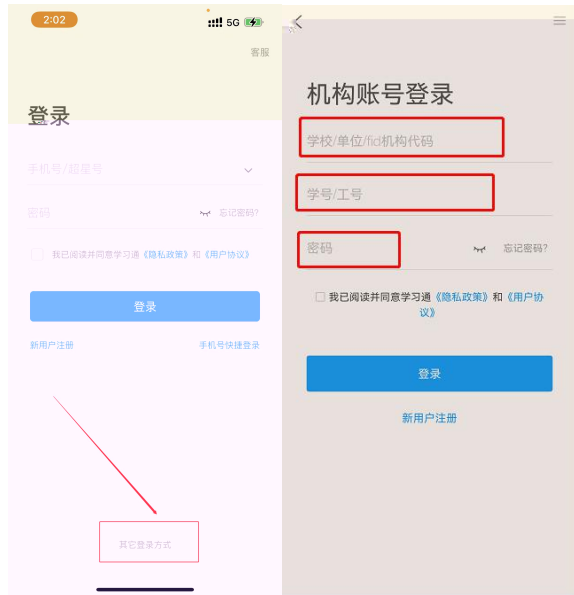 2:02
5G
客服
登录
手机号/超星号
密码
忘记密码?
我已阅读并同意学习通《隐私政策》和《用户协议》
登录
新用户注册
手机号快捷登录
其它登录方式
机构账号登录
学校/单位/fid机构代码
学号/工号
密码
忘记密码?
我已阅读并同意学习通《隐私政策》和《用户协
议》
登录
新用户注册